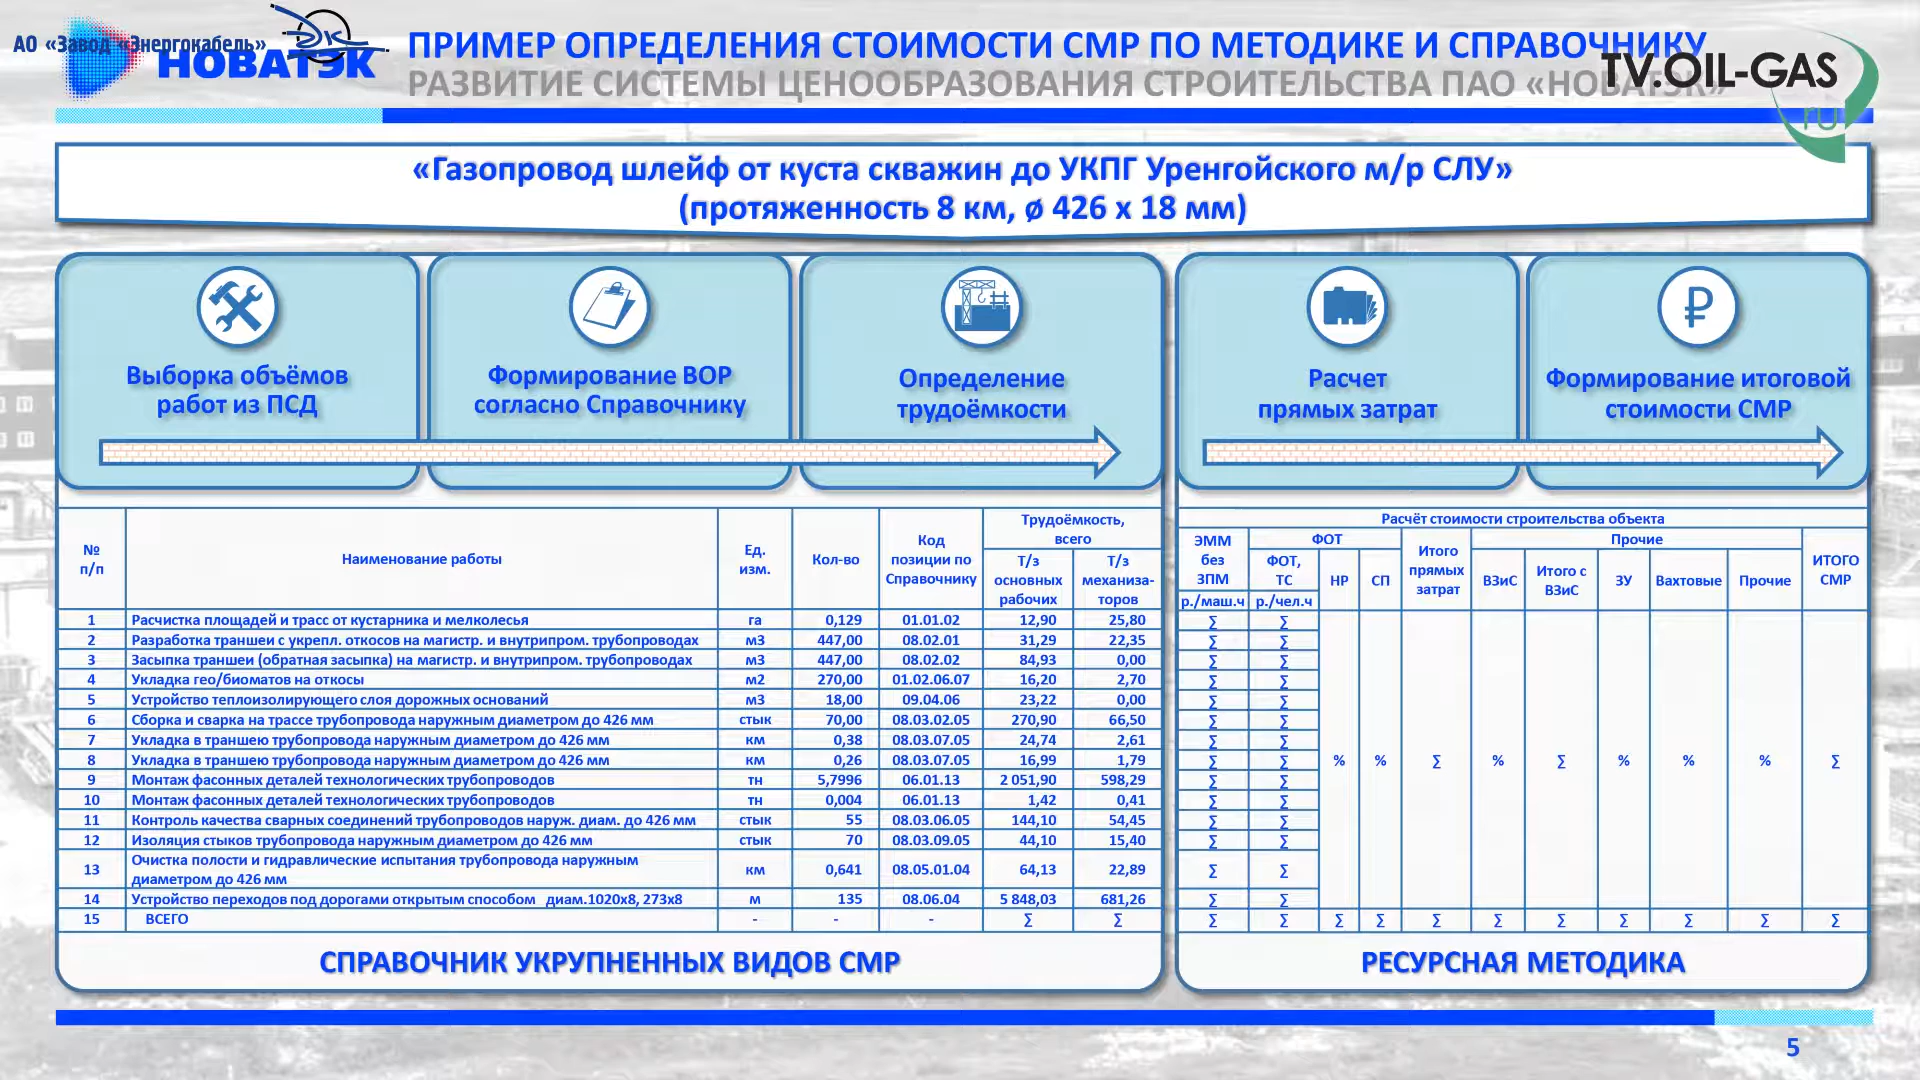 АО «Завод «Энергокабель»
НОВАТЭК
ПРИМЕР ОПРЕДЕЛЕНИЯ СТОИМОСТИ СМР ПО МЕТОДИКЕ И СПРАВОЧНИКУ
РАЗВИТИЕ СИСТЕМЫ ЦЕНООБРАЗОВАНИЯ СТРОИТЕЛЬСТВА ПАО «НОВАТЭК»
TV.OIL-GAS
ru
«Газопровод шлейф от куста скважин до УКПГ Уренгойского м/р СЛУ»
(протяженность 8 км, ø 426 х 18 мм)
Выборка объёмов
работ из ПСД
Формирование ВОР
согласно Справочнику
Определение
трудоёмкости
Расчет
прямых затрат
Формирование итоговой
стоимости СМР
№ п/п Наименование работы Ед. изм. Кол-во Код позиции по Справочнику Трудоёмкость, всего
Т/з основных рабочих Т/з механиза-торов
1 Расчистка площадей и трасс от кустарника и мелколесья га 0,129 01.01.02 12,90 25,80
2 Разработка траншеи с укрепл. откосов на магистр. и внутрипром. трубопроводах м3 447,00 08.02.01 31,29 22,35
3 Засыпка траншеи (обратная засыпка) на магистр. и внутрипром. трубопроводах м3 447,00 08.02.02 84,93 0,00
4 Укладка гео/биоматов на откосы м2 270,00 01.02.06.07 16,20 2,70
5 Устройство теплоизолирующего слоя дорожных оснований м3 18,00 09.04.06 23,22 0,00
6 Сборка и сварка на трассе трубопровода наружным диаметром до 426 мм стык 70,00 08.03.02.05 270,90 66,50
7 Укладка в траншею трубопровода наружным диаметром до 426 мм км 0,38 08.03.07.05 24,74 2,61
8 Укладка в траншею трубопровода наружным диаметром до 426 мм км 0,26 08.03.07.05 16,99 1,79
9 Монтаж фасонных деталей технологических трубопроводов тн 5,7996 06.01.13 2 051,90 598,29
10 Монтаж фасонных деталей технологических трубопроводов тн 0,004 06.01.13 1,42 0,41
11 Контроль качества сварных соединений трубопроводов наруж. диам. до 426 мм стык 55 08.03.06.05 144,10 54,45
12 Изоляция стыков трубопровода наружным диаметром до 426 мм стык 70 08.03.09.05 44,10 15,40
13 Очистка полости и гидравлические испытания трубопровода наружным
диаметром до 426 мм км 0,641 08.05.01.04 64,13 22,89
14 Устройство переходов под дорогами открытым способом диам.1020х8, 273х8 м 135 08.06.04 5 848,03 681,26
15 ВСЕГО - - - ∑ ∑
СПРАВОЧНИК УКРУПНЕННЫХ ВИДОВ СМР
Расчёт стоимости строительства объекта
ЭММ без ЗПМ ФОТ Итого прямых затрат Прочие ИТОГО СМР
ФОТ, ТС НР СП ВЗиС Итого с ВЗиС ЗУ Вахтовые Прочие
р./маш.ч р./чел.ч
∑ ∑
∑ ∑
∑ ∑
∑ ∑
∑ ∑
∑ ∑
∑ ∑
∑ ∑ % % ∑ % ∑ % % % ∑
∑ ∑
∑ ∑
∑ ∑
∑ ∑
∑ ∑
∑ ∑
∑ ∑ ∑ ∑ ∑ ∑ ∑ ∑ ∑ ∑ ∑
РЕСУРСНАЯ МЕТОДИКА
5